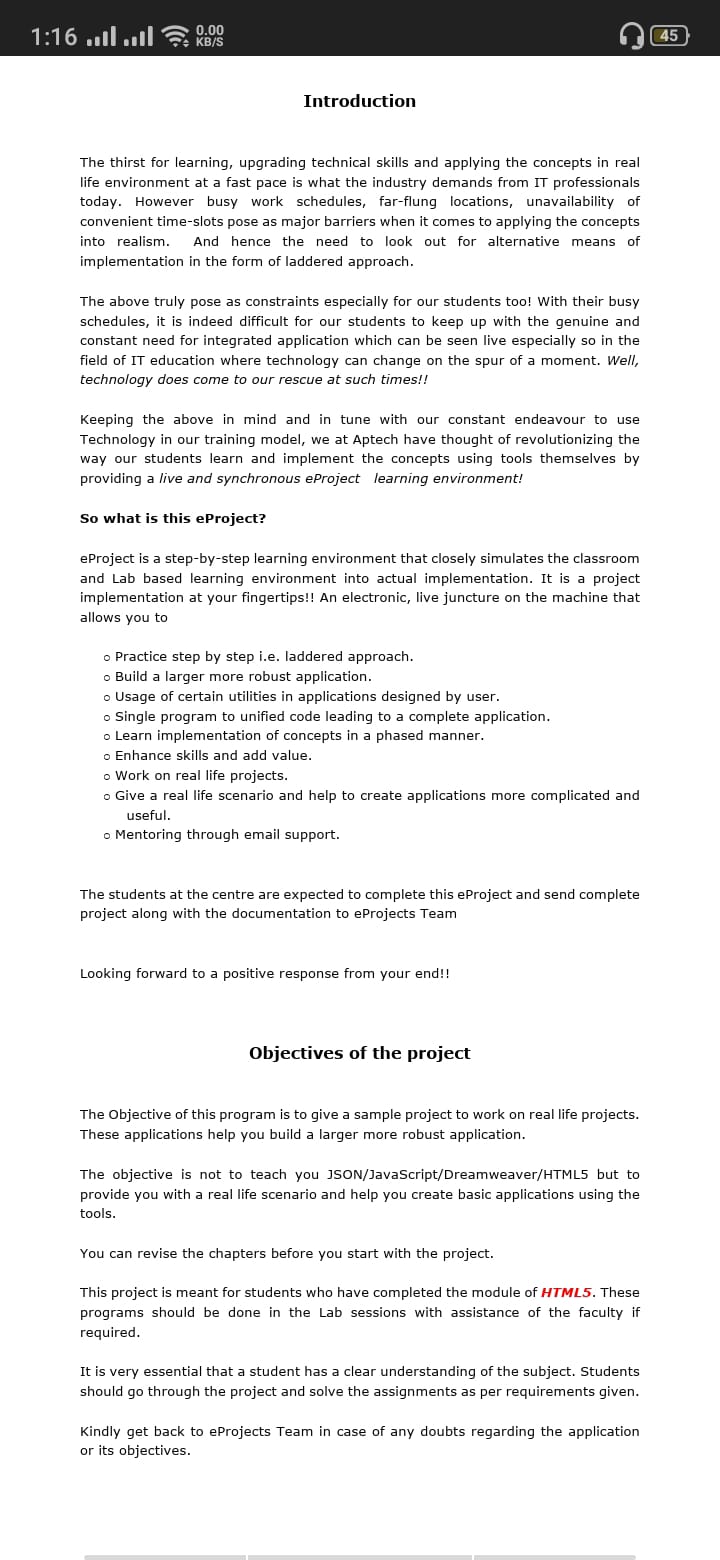 1:16 0.00 KB/S 45
Introduction
The thirst for learning, upgrading technical skills and applying the concepts in real
life environment at a fast pace is what the industry demands from IT professionals
today. However busy work schedules, far-flung locations, unavailability of
convenient time-slots pose as major barriers when it comes to applying the concepts
into realism. And hence the need to look out for alternative means of
implementation in the form of laddered approach.
The above truly pose as constraints especially for our students too! With their busy
schedules, it is indeed difficult for our students to keep up with the genuine and
constant need for integrated application which can be seen live especially so in the
field of IT education where technology can change on the spur of a moment. Well,
technology does come to our rescue at such times!!
Keeping the above in mind and in tune with our constant endeavour to use
Technology in our training model, we at Aptech have thought of revolutionizing the
way our students learn and implement the concepts using tools themselves by
providing a live and synchronous eProject learning environment!
So what is this eProject?
eProject is a step-by-step learning environment that closely simulates the classroom
and Lab based learning environment into actual implementation. It is a project
implementation at your fingertips!! An electronic, live juncture on the machine that
allows you to
o Practice step by step i.e. laddered approach.
o Build a larger more robust application.
o Usage of certain utilities in applications designed by user.
o Single program to unified code leading to a complete application.
o Learn implementation of concepts in a phased manner.
o Enhance skills and add value.
o Work on real life projects.
o Give a real life scenario and help to create applications more complicated and
useful.
o Mentoring through email support.
The students at the centre are expected to complete this eProject and send complete
project along with the documentation to eProjects Team
Looking forward to a positive response from your end!!
Objectives of the project
The Objective of this program is to give a sample project to work on real life projects.
These applications help you build a larger more robust application.
The objective is not to teach you JSON/JavaScript/Dreamweaver/HTML5 but to
provide you with a real life scenario and help you create basic applications using the
tools.
You can revise the chapters before you start with the project.
This project is meant for students who have completed the module of HTML5. These
programs should be done in the Lab sessions with assistance of the faculty if
required.
It is very essential that a student has a clear understanding of the subject. Students
should go through the project and solve the assignments as per requirements given.
Kindly get back to eProjects Team in case of any doubts regarding the application
or its objectives.